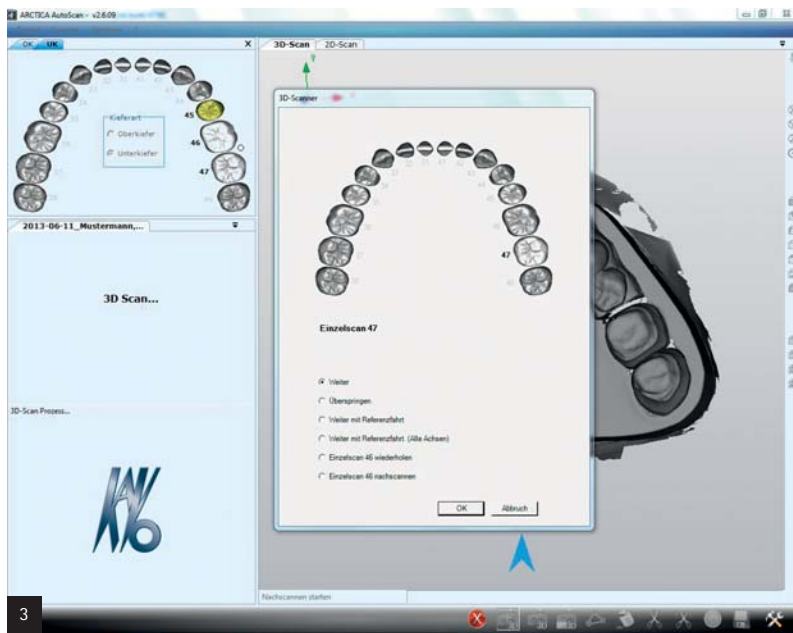 ARCTICA AutoScan - v2.6.09
OK UK
3D-Scan 2D-Scan
45
46
47
Kieferart
Oberkiefer
Unterkiefer
2013-06-11_Mustermann,...
3D Scan...
3D-Scan Prozess...
KAVO
3D-Scanner
47
Einzelscan 47
Weiter
Überspringen
Weiter mit Referenzfahrt
Weiter mit Referenzfahrt (Alle Achsen)
Einzelscan 46 wiederholen
Einzelscan 46 nachscannen
OK Abbruch
Nachscannen starten
3